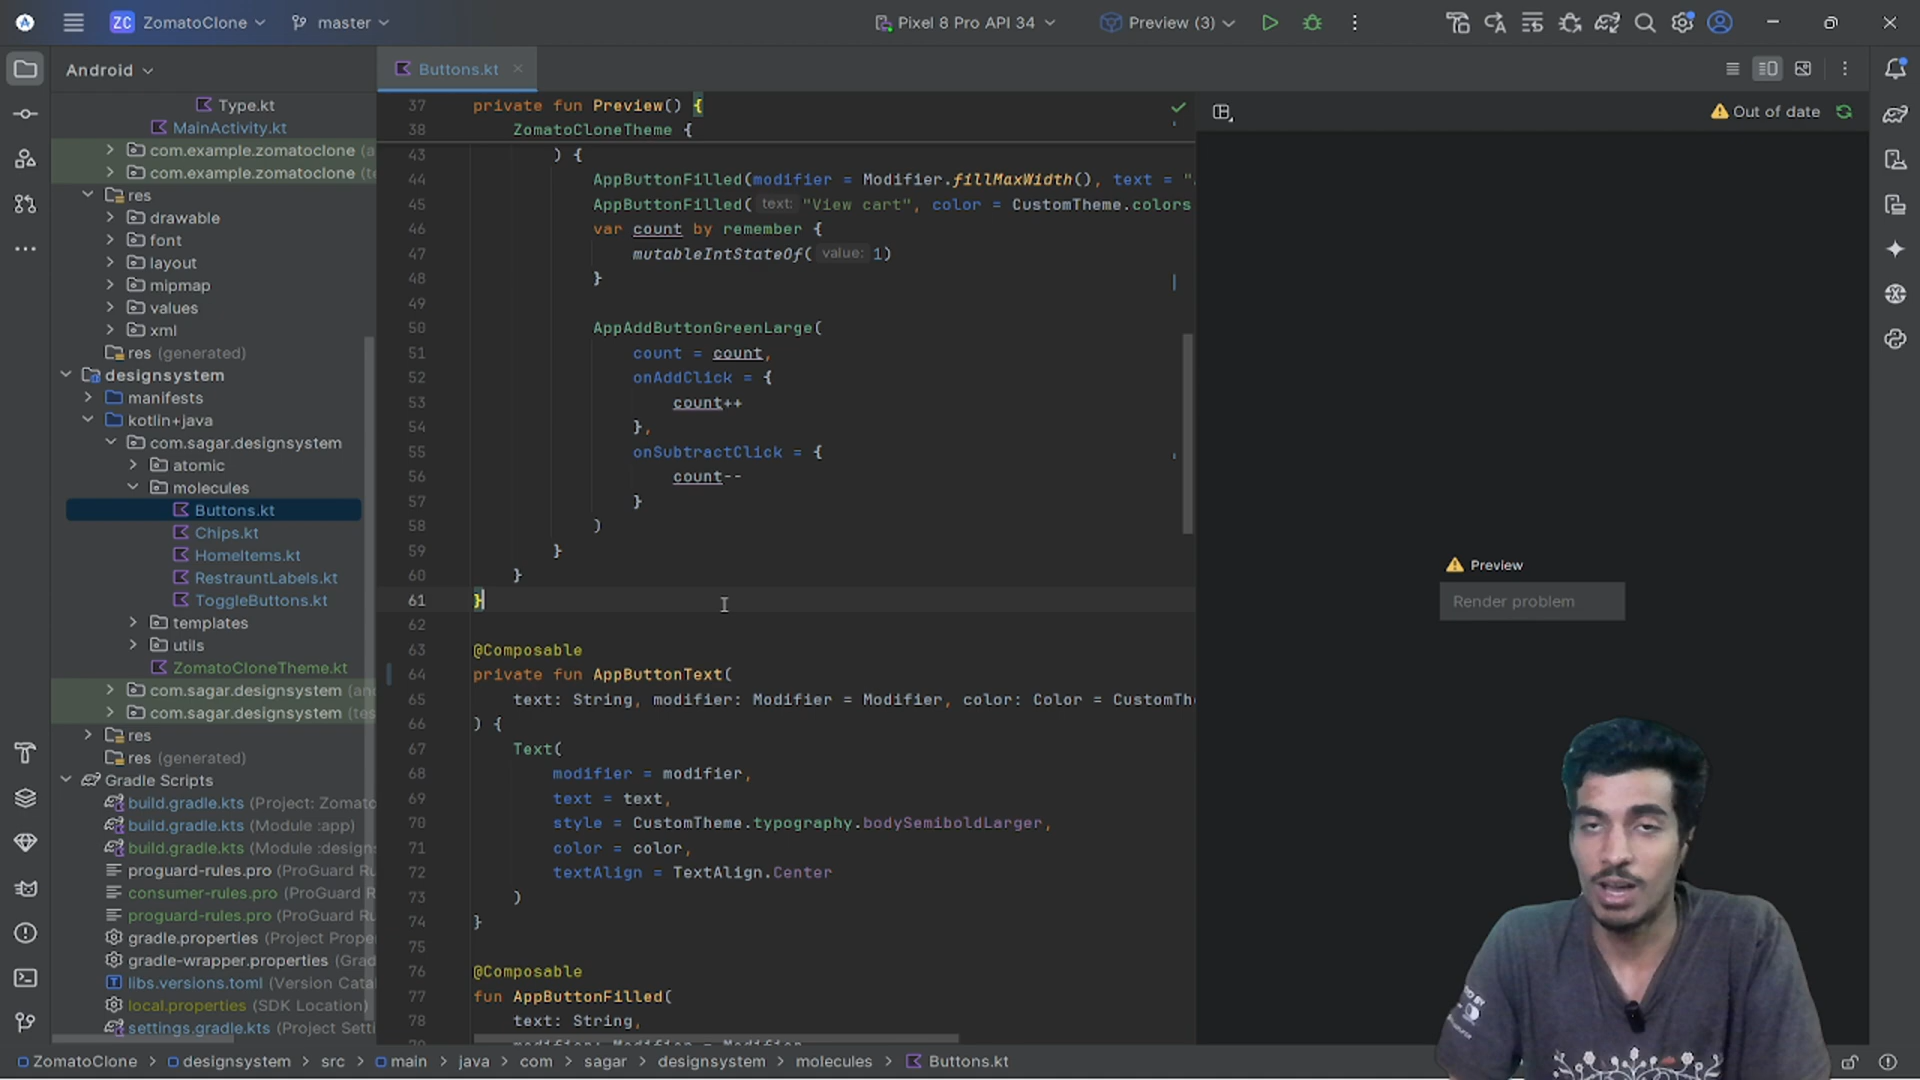 ZC ZomatoClone
master
Pixel 8 Pro API 34
Preview (3)
Android
Buttons.kt
Out of date
Type.kt
MainActivity.kt
com.example.zomatoclone (a
com.example.zomatoclone (te
res
drawable
font
layout
mipmap
values
xml
res (generated)
designsystem
manifests
kotlin+java
com.sagar.designsystem
atomic
molecules
Buttons.kt
Chips.kt
HomeItems.kt
RestrauntLabels.kt
ToggleButtons.kt
templates
utils
ZomatoCloneTheme.kt
com.sagar.designsystem (and
com.sagar.designsystem (tes
res
res (generated)
Gradle Scripts
build.gradle.kts (Project: Zomato
build.gradle.kts (Module :app)
build.gradle.kts (Module :design
proguard-rules.pro (ProGuard R
consumer-rules.pro (ProGuard R
proguard-rules.pro (ProGuard Ru
gradle.properties (Project Prope
gradle-wrapper.properties (Grad
libs.versions.toml (Version Cata
local.properties (SDK Location)
settings.gradle.kts (Project Setti
37 private fun Preview() {
38 ZomatoCloneTheme {
43 ) {
44 AppButtonFilled(modifier = Modifier.fillMaxWidth(), text = "
45 AppButtonFilled( text: "View cart", color = CustomTheme.colors
46 var count by remember {
47 mutableIntStateOf( value: 1)
48 }
49
50 AppAddButtonGreenLarge(
51 count = count,
52 onAddClick = {
53 count++
54 },
55 onSubtractClick = {
56 count--
57 }
58 )
59 }
60 }
61 }
62
63 @Composable
64 private fun AppButtonText(
65 text: String, modifier: Modifier = Modifier, color: Color = CustomTh
66 ) {
67 Text(
68 modifier = modifier,
69 text = text,
70 style = CustomTheme.typography.bodySemiboldLarger,
71 color = color,
72 textAlign = TextAlign.Center
73 )
74 }
75
76 @Composable
77 fun AppButtonFilled(
78 text: String,
modifier: Modifier = Modifier
Preview
Render problem
ZomatoClone > designsystem > src > main > java > com > sagar > designsystem > molecules > Buttons.kt